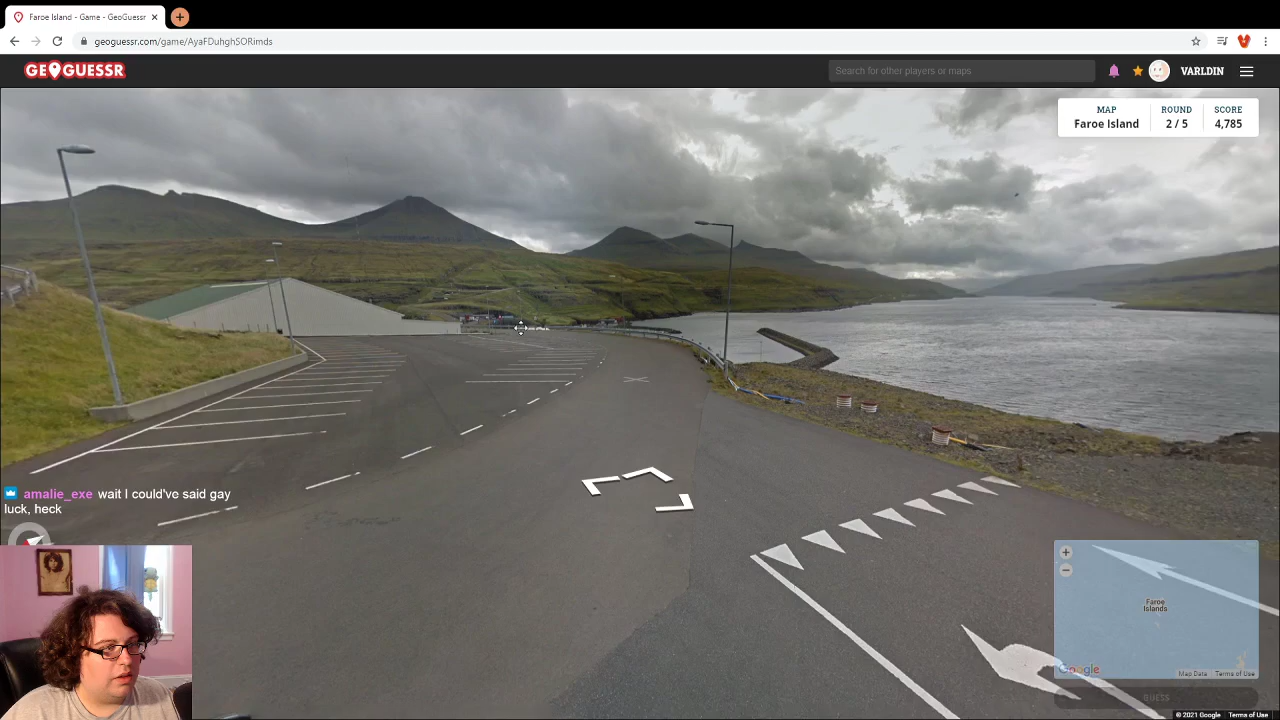 Faroe Island - Game - GeoGuessr
geoguessr.com/game/AyaFDuhghSORimds
GEOGUESSR
Search for other players or maps
VARLDIN
MAP ROUND SCORE
Faroe Island 2 / 5 4,785
amalie_exe wait I could've said gay
luck, heck
Faroe
Islands
Google
Map Data Terms of Use
GUESS
© 2021 Google Terms of Use